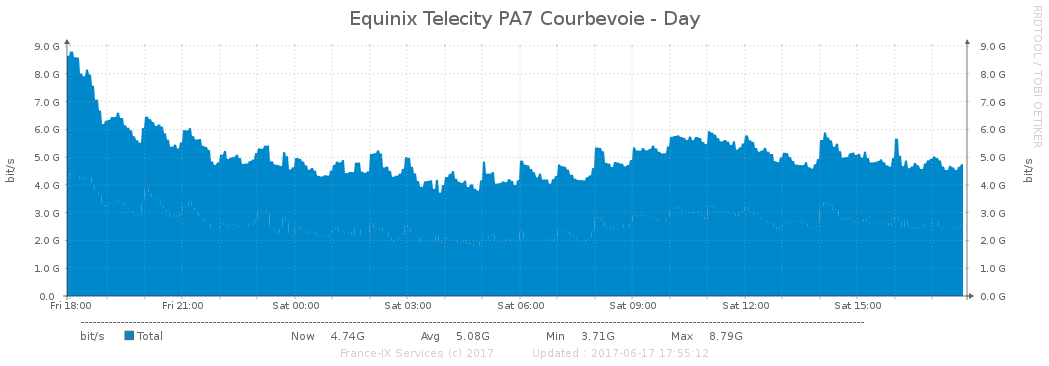 Equinix Telecity PA7 Courbevoie - Day
RRDTOOL / TOBI OETIKER
bit/s
9.0 G 9.0 G
8.0 G 8.0 G
7.0 G 7.0 G
6.0 G 6.0 G
5.0 G 5.0 G
4.0 G 4.0 G
3.0 G 3.0 G
2.0 G 2.0 G
1.0 G 1.0 G
0.0 0.0 G
bit/s
Fri 18:00 Fri 21:00 Sat 00:00 Sat 03:00 Sat 06:00 Sat 09:00 Sat 12:00 Sat 15:00
bit/s Total Now 4.74G Avg 5.08G Min 3.71G Max 8.79G
France-IX Services (c) 2017 Updated : 2017-06-17 17:55:12